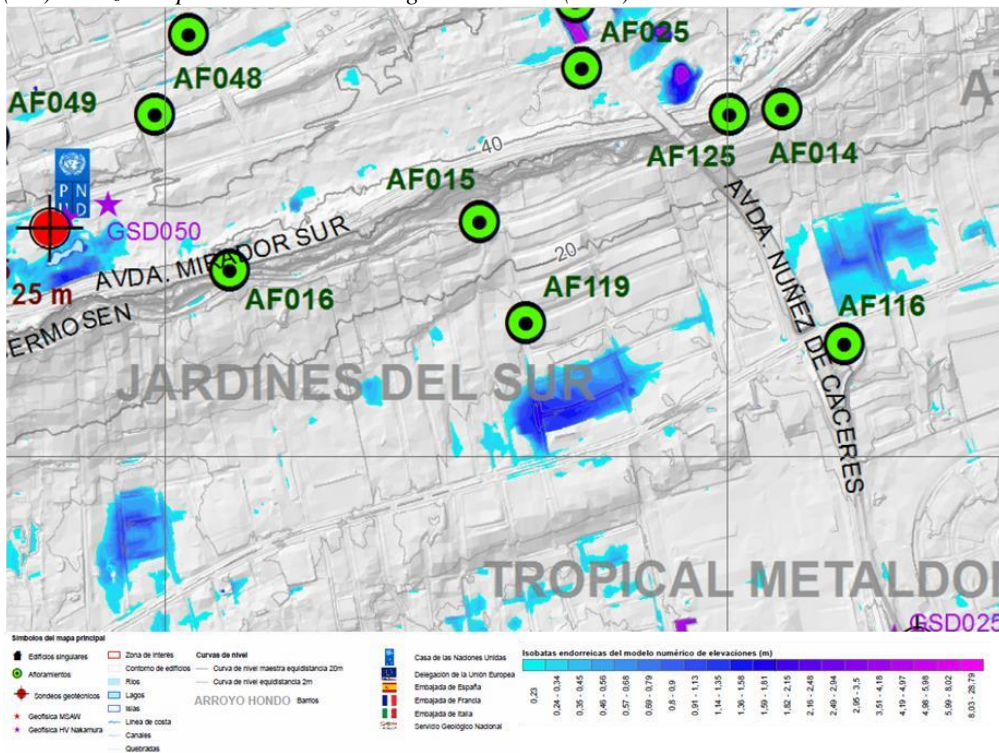 AF025
AF048
AF049
40
AF125
AF014
AF015
PN
UD
GSD050
AVDA. MIRADOR SUR
AVDA. NUÑEZ DE CACERES
25 m
AF016
20
AF119
AF116
ERMOSEN
JARDINES DEL SUR
TROPICAL METALDO
GSD025
Símbolos del mapa principal
Edificios singulares
Afloramientos
Sondeos geotécnicos
Geofísica MSAW
Geofísica HV Nakamura
Zona de Interés
Contorno de edificios
Ríos
Lagos
Islas
Línea de costa
Canales
Quebradas
Curvas de nivel
Curva de nivel maestra equidistancia 20m
Curva de nivel equidistancia 2m
ARROYO HONDO Barrios
Casa de las Naciones Unidas
Delegación de la Unión Europea
Embajada de España
Embajada de Francia
Embajada de Italia
Servicio Geológico Nacional
Isobatas endorreicas del modelo numérico de elevaciones (m)
0,23
0,24 - 0,34
0,35 - 0,45
0,46 - 0,56
0,57 - 0,68
0,69 - 0,79
0,8 - 0,9
0,91 - 1,13
1,14 - 1,35
1,36 - 1,58
1,59 - 1,81
1,82 - 2,15
2,16 - 2,48
2,49 - 2,94
2,95 - 3,5
3,51 - 4,18
4,19 - 4,97
4,98 - 5,98
5,99 - 8,02
8,03 - 28,79